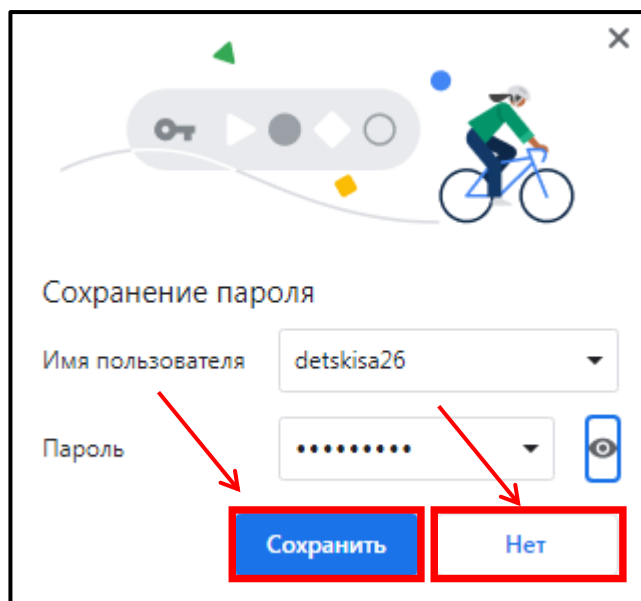 Сохранение пароля
Имя пользователя detskisa26
Пароль •••••••••
Сохранить Нет